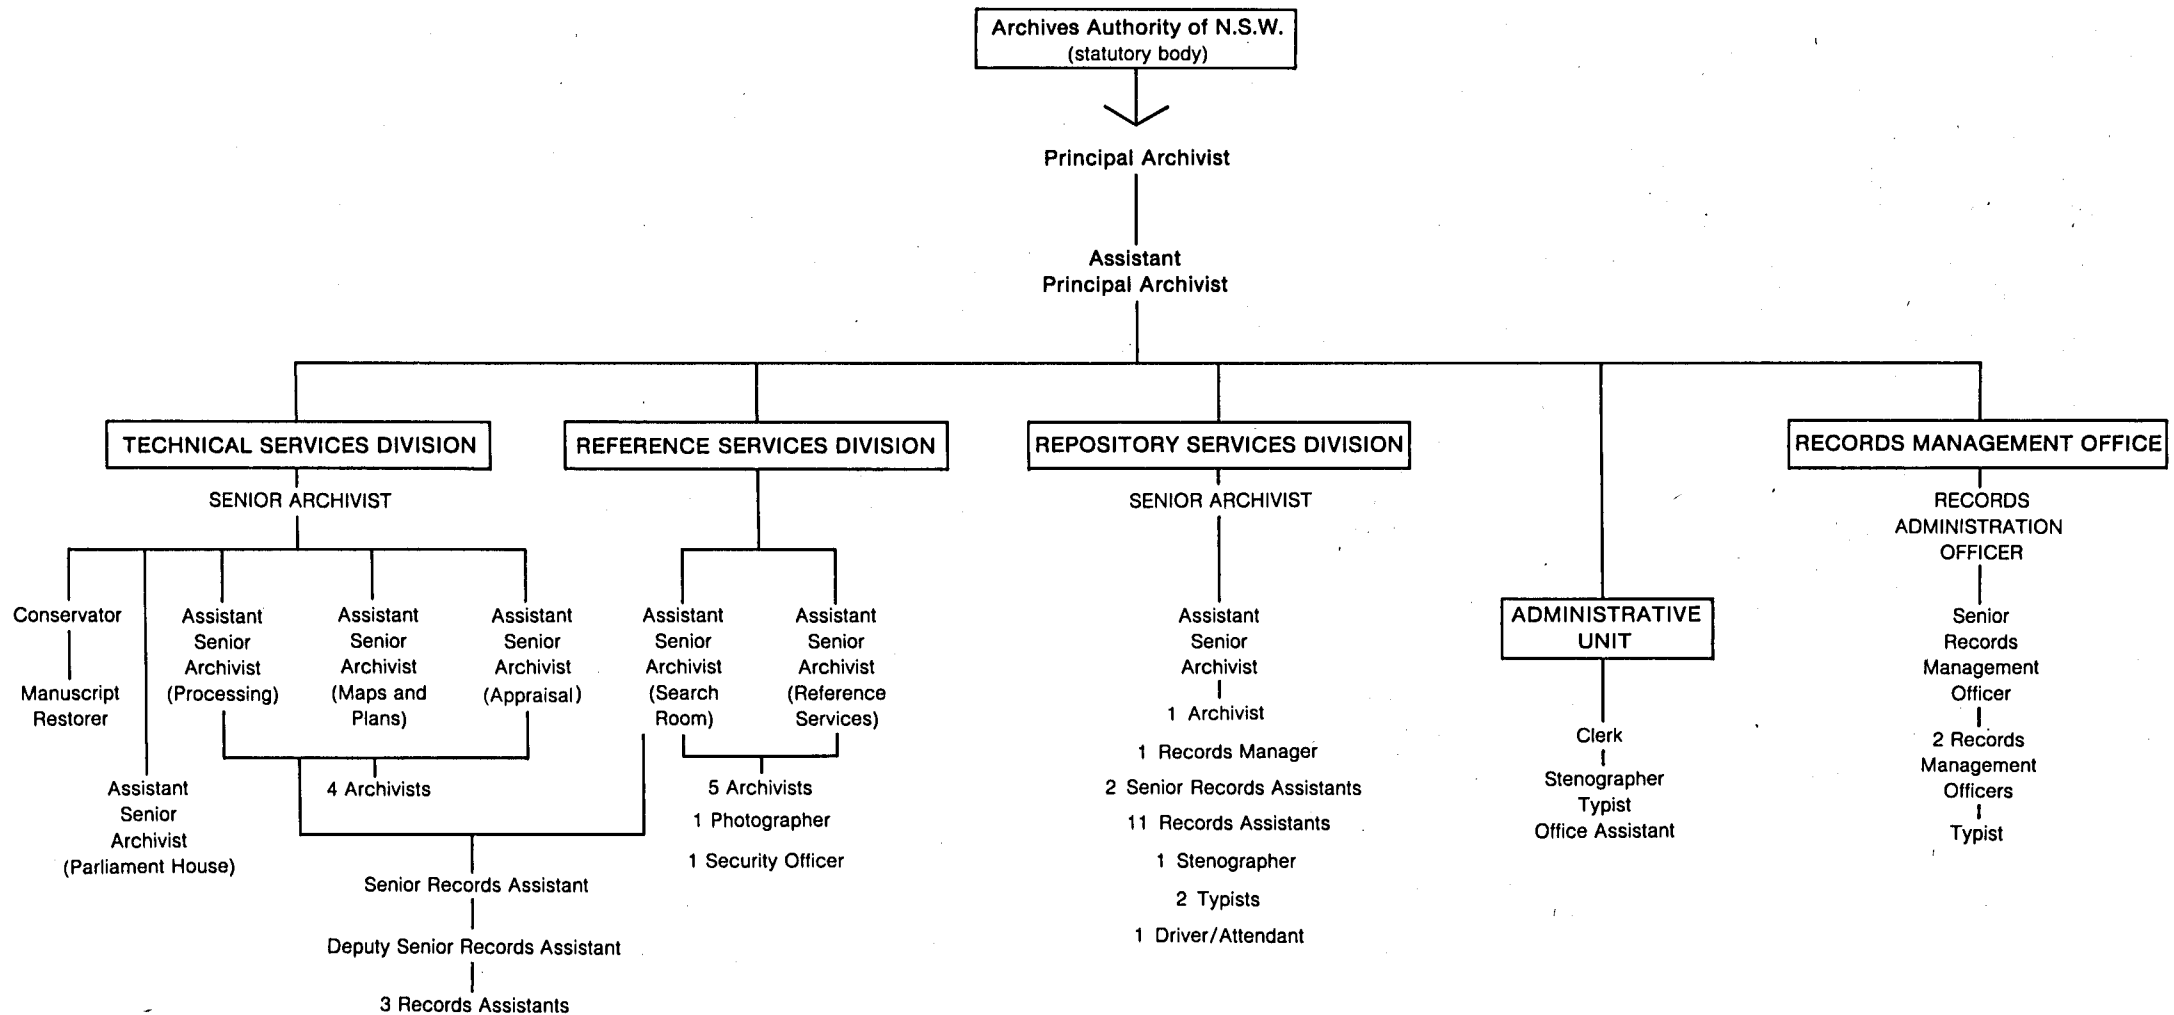 Archives Authority of N.S.W.
(statutory body)
Principal Archivist
Assistant
Principal Archivist
TECHNICAL SERVICES DIVISION
SENIOR ARCHIVIST
Conservator
Manuscript
Restorer
Assistant
Senior
Archivist
(Parliament House)
Assistant
Senior
Archivist
(Processing)
Assistant
Senior
Archivist
(Maps and
Plans)
Assistant
Senior
Archivist
(Appraisal)
4 Archivists
Senior Records Assistant
Deputy Senior Records Assistant
3 Records Assistants
REFERENCE SERVICES DIVISION
Assistant
Senior
Archivist
(Search
Room)
Assistant
Senior
Archivist
(Reference
Services)
5 Archivists
1 Photographer
1 Security Officer
REPOSITORY SERVICES DIVISION
SENIOR ARCHIVIST
Assistant
Senior
Archivist
1 Archivist
1 Records Manager
2 Senior Records Assistants
11 Records Assistants
1 Stenographer
2 Typists
1 Driver/Attendant
ADMINISTRATIVE
UNIT
Clerk
Stenographer
Typist
Office Assistant
RECORDS MANAGEMENT OFFICE
RECORDS
ADMINISTRATION
OFFICER
Senior
Records
Management
Officer
2 Records
Management
Officers
Typist